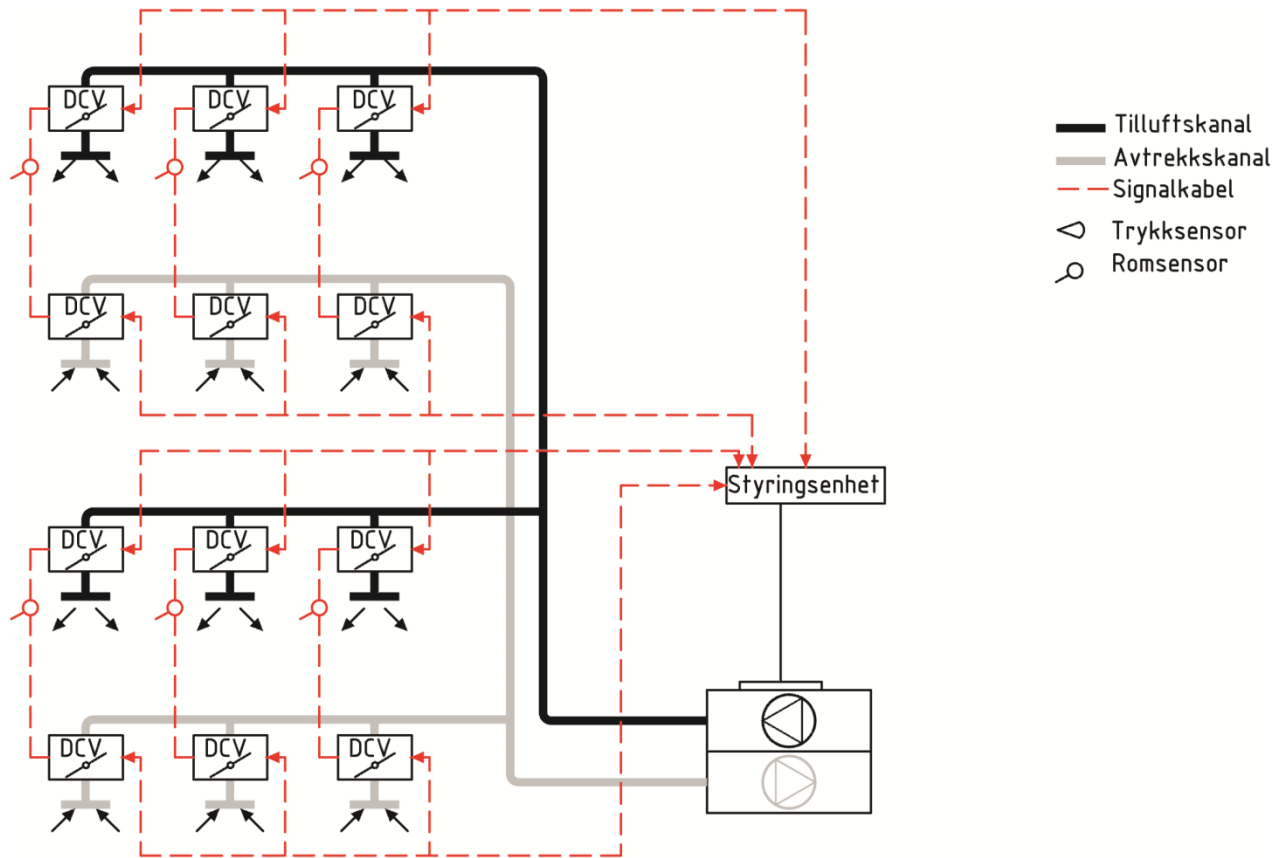 DCV DCV DCV
Tilluftskanal
Avtrekkskanal
Signalkabel
Trykksensor
Romsensor
DCV DCV DCV
Styringsenhet
DCV DCV DCV
DCV DCV DCV